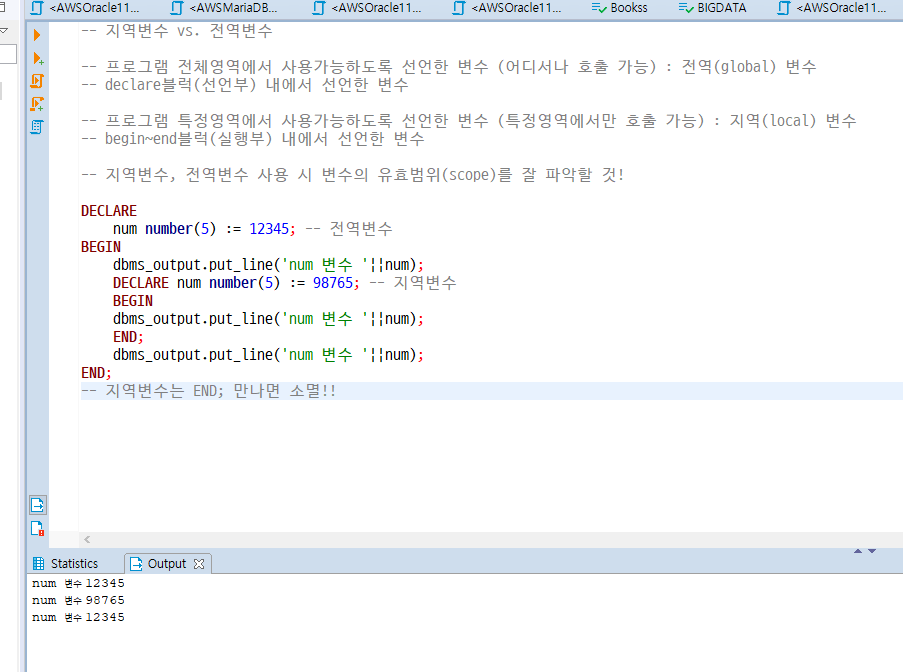 <AWSOracle11... <AWSMariaDB... <AWSOracle11... <AWSOracle11... Bookss BIGDATA <AWSOracle11...
-- 지역변수 vs. 전역변수
-- 프로그램 전체영역에서 사용가능하도록 선언한 변수 (어디서나 호출 가능) : 전역(global) 변수
-- declare블럭(선언부) 내에서 선언한 변수
-- 프로그램 특정영역에서 사용가능하도록 선언한 변수 (특정영역에서만 호출 가능) : 지역(local) 변수
-- begin~end블럭(실행부) 내에서 선언한 변수
-- 지역변수, 전역변수 사용 시 변수의 유효범위(scope)를 잘 파악할 것!
DECLARE
num number(5) := 12345; -- 전역변수
BEGIN
dbms_output.put_line('num 변수 '||num);
DECLARE num number(5) := 98765; -- 지역변수
BEGIN
dbms_output.put_line('num 변수 '||num);
END;
dbms_output.put_line('num 변수 '||num);
END;
-- 지역변수는 END; 만나면 소멸!!
Statistics Output
num 변수 12345
num 변수 98765
num 변수 12345